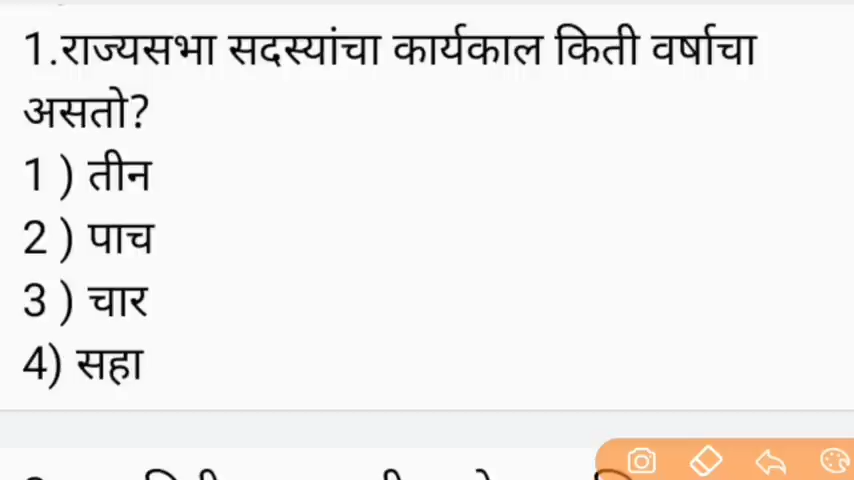 1.राज्यसभा सदस्यांचा कार्यकाल किती वर्षाचा
असतो?
1 ) तीन
2 ) पाच
3 ) चार
4) सहा